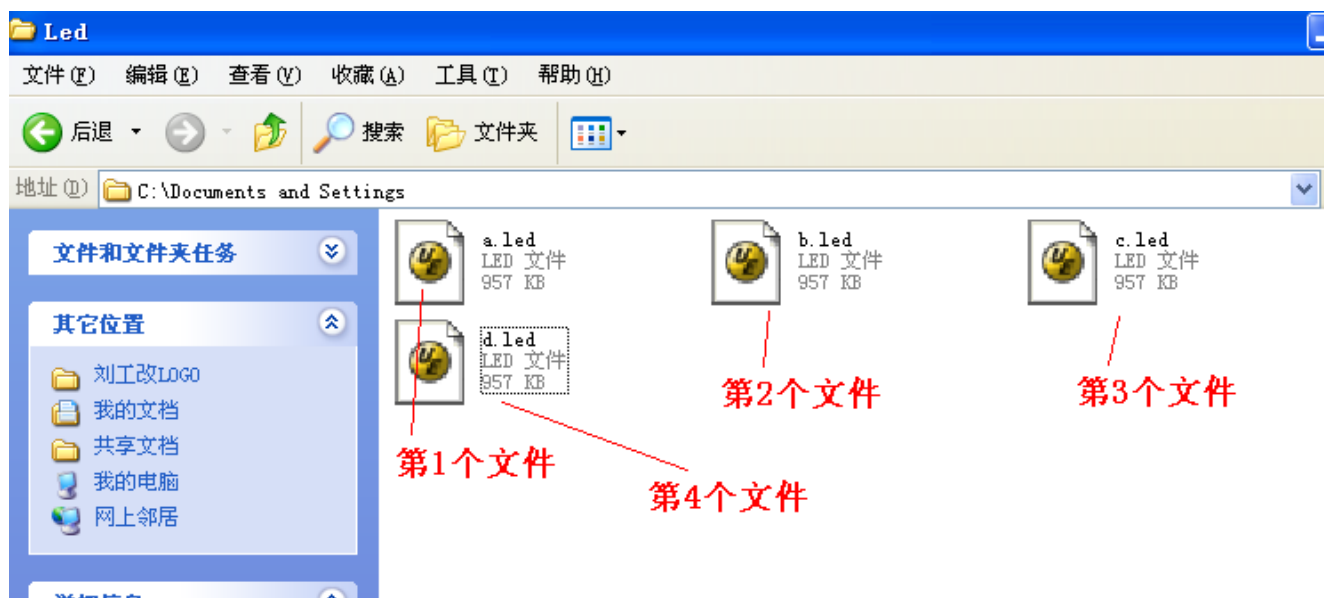 Led
文件(F) 编辑(E) 查看(V) 收藏(A) 工具(T) 帮助(H)
后退 搜索 文件夹
地址(D) C:\Documents and Settings
文件和文件夹任务
其它位置
刘工改LOGO
我的文档
共享文档
我的电脑
网上邻居
详细信息
a.led
LED 文件
957 KB
b.led
LED 文件
957 KB
c.led
LED 文件
957 KB
d.led
LED 文件
957 KB
第1个文件
第2个文件
第3个文件
第4个文件